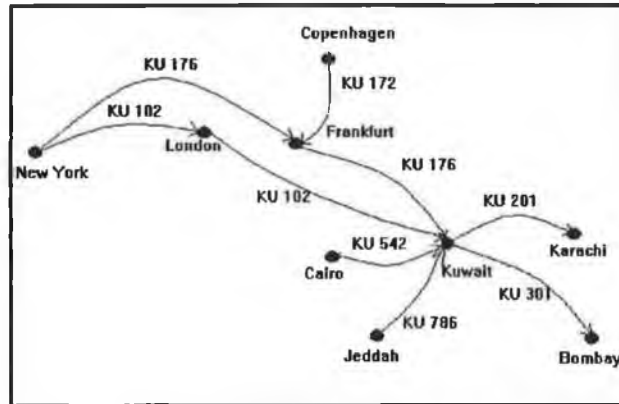 Copenhagen
KU 176
KU 172
KU 102
Frankfurt
London
New York
KU 176
KU 102
KU 201
KU 542
Karachi
Cairo
Kuwait
KU 301
KU 786
Jeddah
Bombay